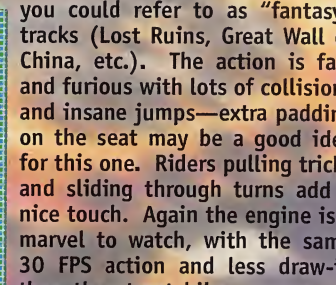 you could refer to as “fantasy
tracks (Lost Ruins, Great Wall
China, etc.). The action is fa
and furious with lots of collision
and insane jumps—extra paddin
on the seat may be a good ide
for this one. Riders pulling trick
and sliding through turns add
nice touch. Again the engine is
marvel to watch, with the sam
30 FPS action and less draw-